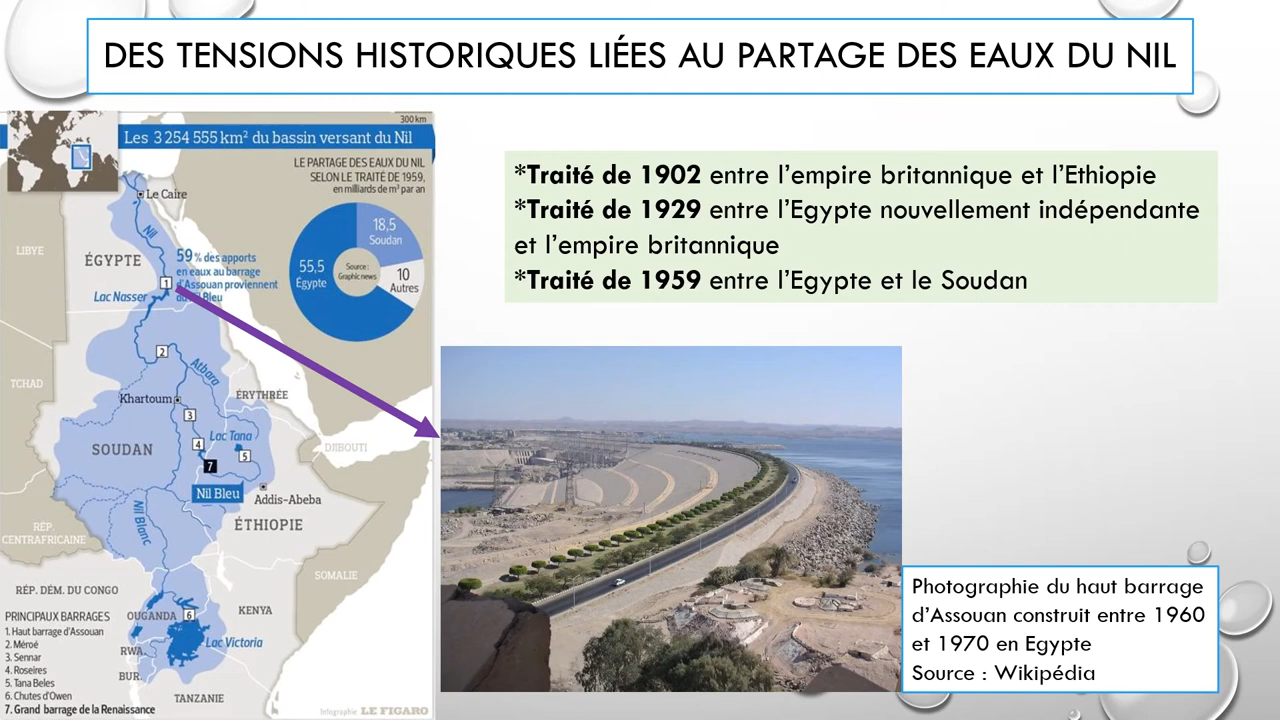 DES TENSIONS HISTORIQUES LIÉES AU PARTAGE DES EAUX DU NIL
300 km
Les 3 254 555 km² du bassin versant du Nil
LE PARTAGE DES EAUX DU NIL
SELON LE TRAITÉ DE 1959,
en milliards de m³ par an
18,5
Soudan
55,5
Égypte
10
Autres
Source :
Graphic news
Le Caire
Nil
LIBYE
ÉGYPTE
59 % des apports
en eaux au barrage
d'Assouan proviennent
du Nil Bleu
1
Lac Nasser
2
Atbara
TCHAD
Khartoum
ÉRYTHRÉE
3
SOUDAN
4
Lac Tana
5
7
DJIBOUTI
Nil Bleu
Addis-Abeba
Nil Blanc
ÉTHIOPIE
RÉP.
CENTRAFRICAINE
SOMALIE
RÉP. DÉM. DU CONGO
OUGANDA
6
KENYA
Lac Victoria
RWA.
BUR.
TANZANIE
PRINCIPAUX BARRAGES
1. Haut barrage d'Assouan
2. Méroé
3. Sennar
4. Roseires
5. Tana Beles
6. Chutes d'Owen
7. Grand barrage de la Renaissance
Infographie LE FIGARO
*Traité de 1902 entre l'empire britannique et l'Ethiopie
*Traité de 1929 entre l'Egypte nouvellement indépendante
et l'empire britannique
*Traité de 1959 entre l'Egypte et le Soudan
Photographie du haut barrage
d'Assouan construit entre 1960
et 1970 en Egypte
Source : Wikipédia